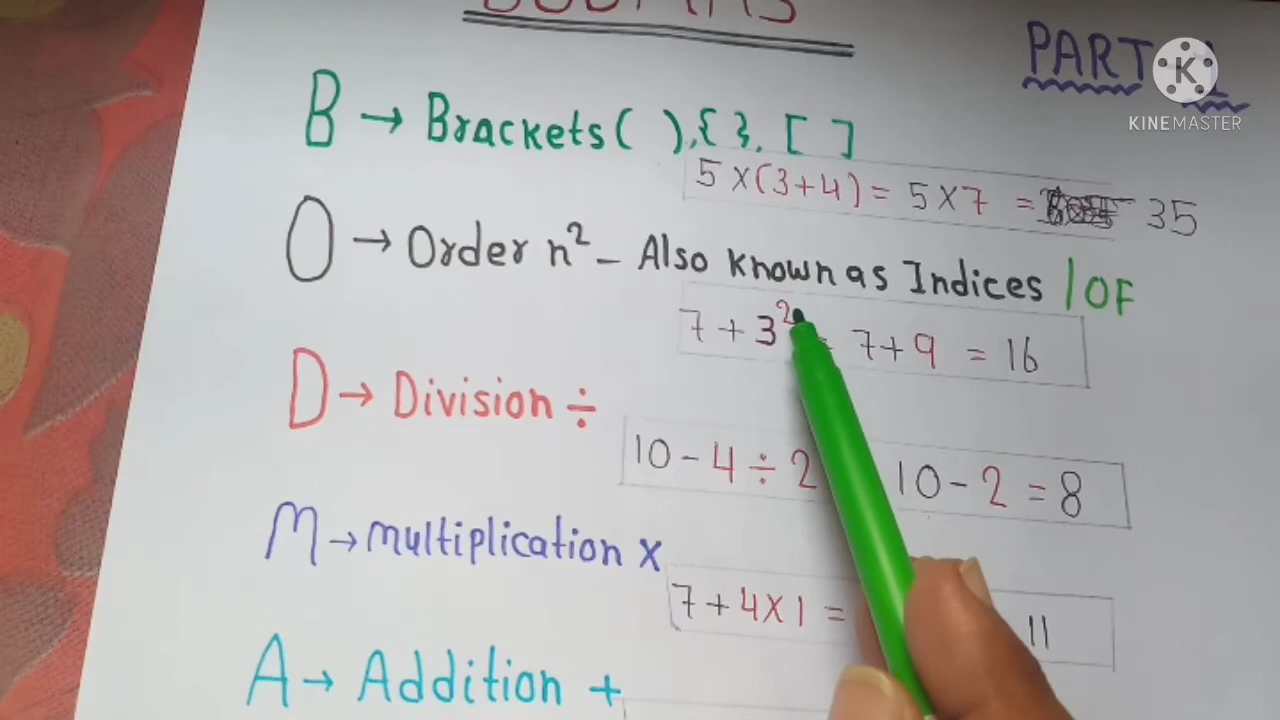 PART-1
KINEMASTER
B → Brackets ( ), { }, [ ]
5 × (3+4) = 5 × 7 = 35
O → Order n² – Also known as Indices / OF
7 + 3² = 7 + 9 = 16
D → Division ÷
10 - 4 ÷ 2 10 - 2 = 8
M → Multiplication ×
7 + 4 × 1 = 11
A → Addition +